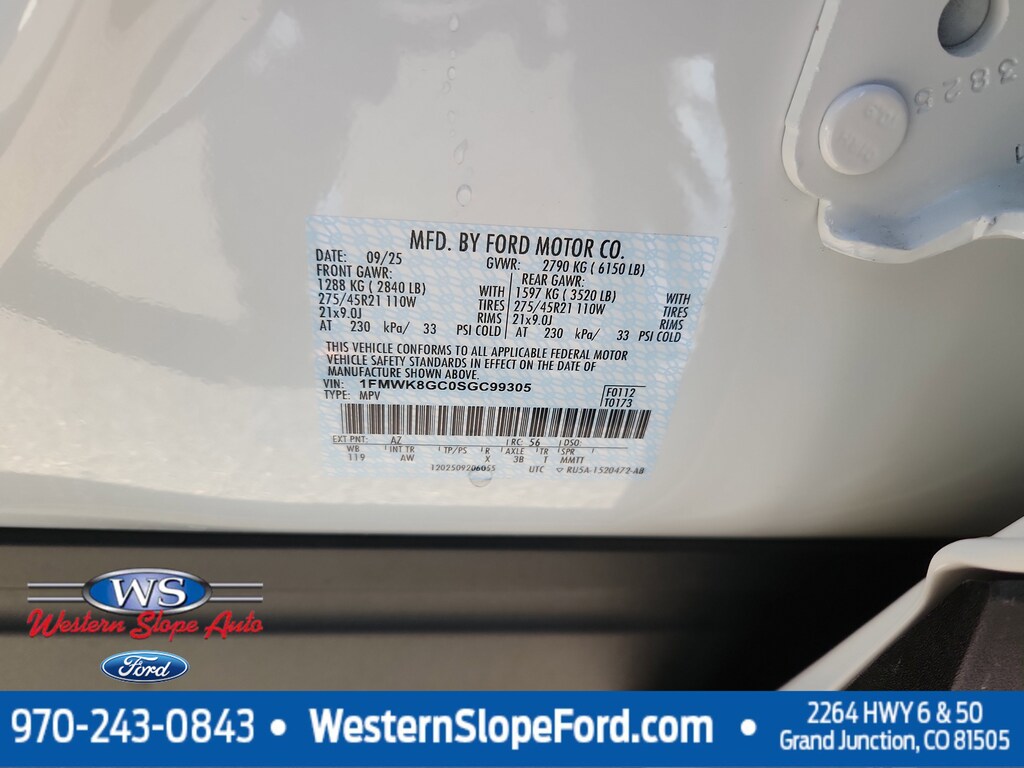 3825
MFD. BY FORD MOTOR CO.
DATE: 09/25 GVWR: 2790 KG ( 6150 LB)
FRONT GAWR: REAR GAWR:
1288 KG ( 2840 LB) WITH 1597 KG ( 3520 LB) WITH
275/45R21 110W TIRES 275/45R21 110W TIRES
21x9.0J RIMS 21x9.0J RIMS
AT 230 kPa/ 33 PSI COLD AT 230 kPa/ 33 PSI COLD
THIS VEHICLE CONFORMS TO ALL APPLICABLE FEDERAL MOTOR
VEHICLE SAFETY STANDARDS IN EFFECT ON THE DATE OF
MANUFACTURE SHOWN ABOVE.
VIN: 1FMWK8GC0SGC99305 F0112
TYPE: MPV T0173
EXT PNT: AZ RC: 56 DSO:
WB INT TR TP/PS R AXLE TR SPR
119 AW X 3B T MMTT
1202509206055 UTC RU5A-1520472-AB
WS
Western Slope Auto
Ford
970-243-0843 • WesternSlopeFord.com • 2264 HWY 6 & 50
Grand Junction, CO 81505